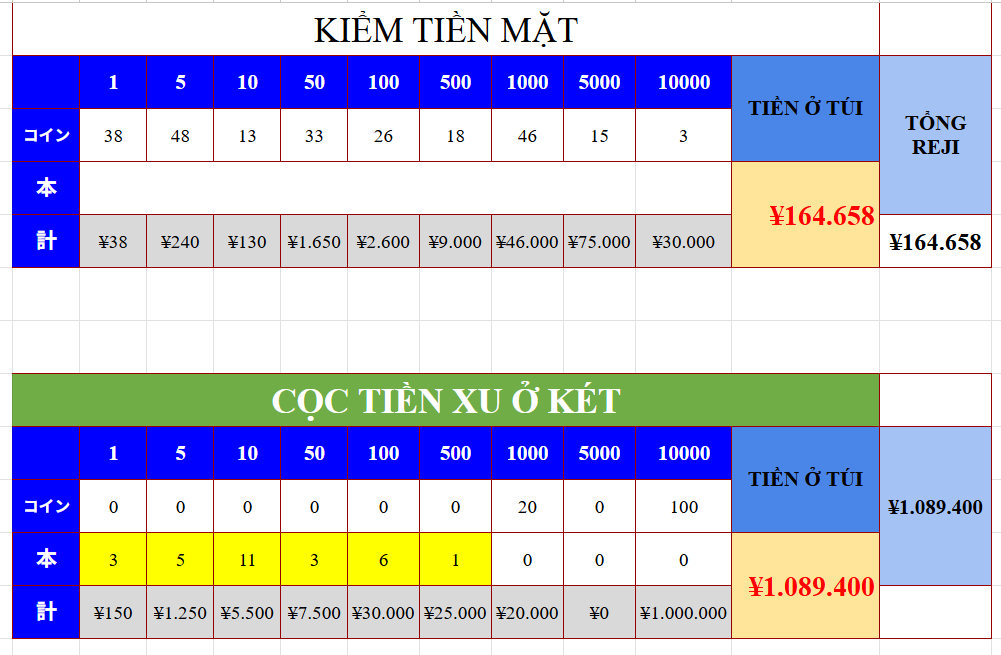 KIỂM TIỀN MẶT
1 5 10 50 100 500 1000 5000 10000 TIỀN Ở TÚI TỔNG REJI
コイン 38 48 13 33 26 18 46 15 3
本 ¥164.658
計 ¥38 ¥240 ¥130 ¥1.650 ¥2.600 ¥9.000 ¥46.000 ¥75.000 ¥30.000 ¥164.658
CỌC TIỀN XU Ở KÉT
1 5 10 50 100 500 1000 5000 10000 TIỀN Ở TÚI
コイン 0 0 0 0 0 0 20 0 100 ¥1.089.400
本 3 5 11 3 6 1 0 0 0 ¥1.089.400
計 ¥150 ¥1.250 ¥5.500 ¥7.500 ¥30.000 ¥25.000 ¥20.000 ¥0 ¥1.000.000